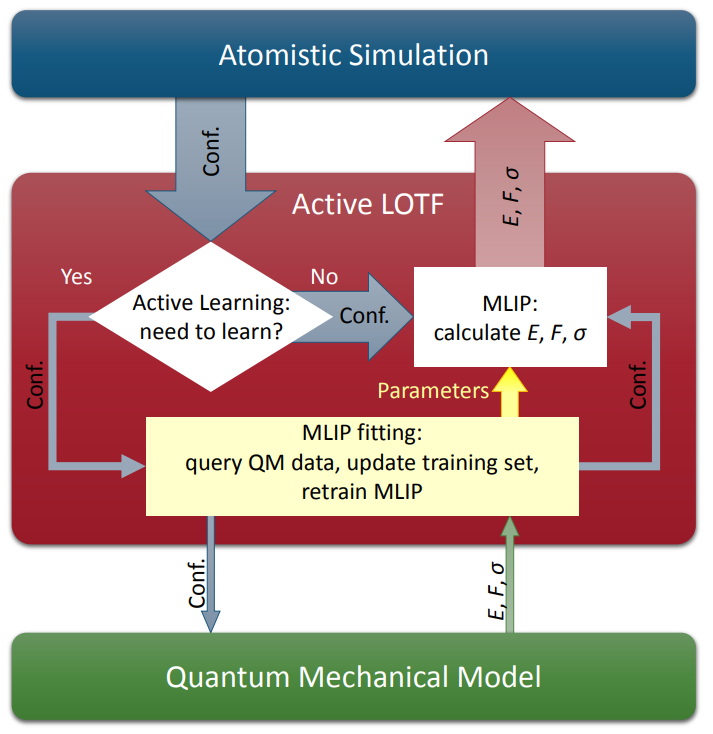 Atomistic Simulation
Conf.
E, F, σ
Active LOTF
Yes
No
Active Learning:
need to learn?
Conf.
MLIP:
calculate E, F, σ
Conf.
Parameters
Conf.
MLIP fitting:
query QM data, update training set,
retrain MLIP
Conf.
E, F, σ
Quantum Mechanical Model